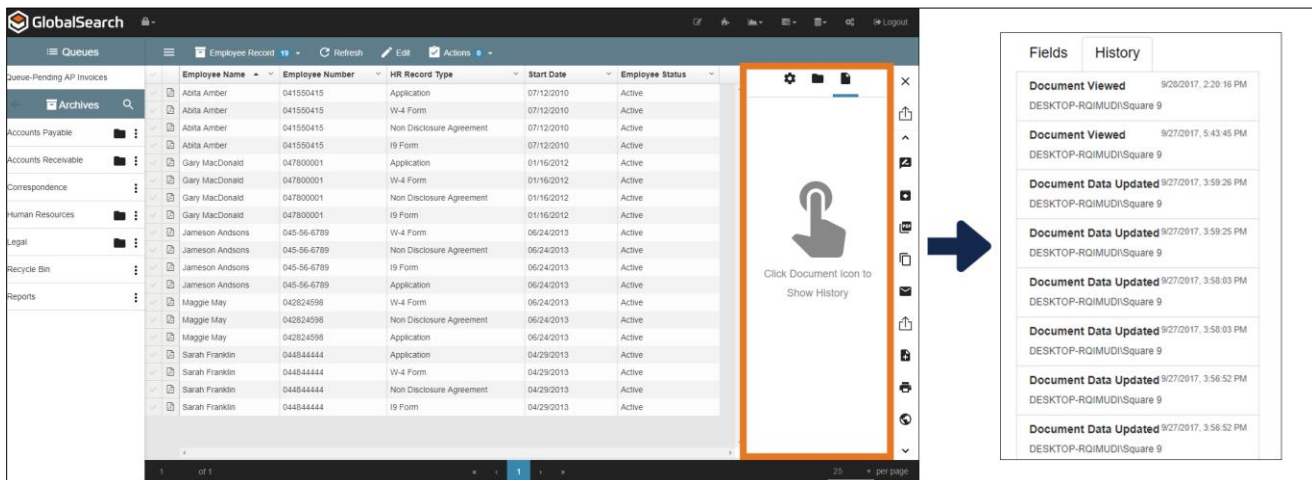 GlobalSearch
Logout
Queues
Employee Record 19
Refresh
Edit
Actions 0
Queue-Pending AP Invoices
Archives
Accounts Payable
Accounts Receivable
Correspondence
Human Resources
Legal
Recycle Bin
Reports
Employee Name Employee Number HR Record Type Start Date Employee Status
Abita Amber 041550415 Application 07/12/2010 Active
Abita Amber 041550415 W-4 Form 07/12/2010 Active
Abita Amber 041550415 Non Disclosure Agreement 07/12/2010 Active
Abita Amber 041550415 I9 Form 07/12/2010 Active
Gary MacDonald 047800001 Application 01/16/2012 Active
Gary MacDonald 047800001 W-4 Form 01/16/2012 Active
Gary MacDonald 047800001 Non Disclosure Agreement 01/16/2012 Active
Gary MacDonald 047800001 I9 Form 01/16/2012 Active
Jameson Andsons 045-56-6789 W-4 Form 06/24/2013 Active
Jameson Andsons 045-56-6789 Non Disclosure Agreement 06/24/2013 Active
Jameson Andsons 045-56-6789 I9 Form 06/24/2013 Active
Jameson Andsons 045-56-6789 Application 06/24/2013 Active
Maggie May 042824598 W-4 Form 06/24/2013 Active
Maggie May 042824598 Non Disclosure Agreement 06/24/2013 Active
Maggie May 042824598 Application 06/24/2013 Active
Sarah Franklin 044844444 Application 04/29/2013 Active
Sarah Franklin 044844444 W-4 Form 04/29/2013 Active
Sarah Franklin 044844444 Non Disclosure Agreement 04/29/2013 Active
Sarah Franklin 044844444 I9 Form 04/29/2013 Active
Click Document Icon to
Show History
PDF
1 of 1
1
25 per page
Fields History
Document Viewed 9/28/2017, 2:20:16 PM
DESKTOP-RQIMUDI\Square 9
Document Viewed 9/27/2017, 5:43:45 PM
DESKTOP-RQIMUDI\Square 9
Document Data Updated 9/27/2017, 3:59:26 PM
DESKTOP-RQIMUDI\Square 9
Document Data Updated 9/27/2017, 3:59:25 PM
DESKTOP-RQIMUDI\Square 9
Document Data Updated 9/27/2017, 3:58:03 PM
DESKTOP-RQIMUDI\Square 9
Document Data Updated 9/27/2017, 3:58:03 PM
DESKTOP-RQIMUDI\Square 9
Document Data Updated 9/27/2017, 3:56:52 PM
DESKTOP-RQIMUDI\Square 9
Document Data Updated 9/27/2017, 3:56:52 PM
DESKTOP-RQIMUDI\Square 9